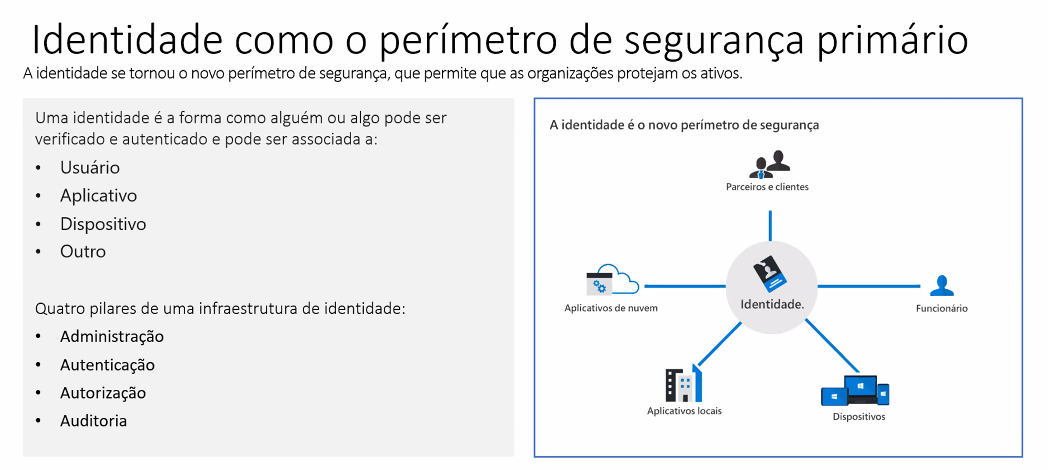 Identidade como o perímetro de segurança primário
A identidade se tornou o novo perímetro de segurança, que permite que as organizações protejam os ativos.
Uma identidade é a forma como alguém ou algo pode ser
verificado e autenticado e pode ser associada a:
• Usuário
• Aplicativo
• Dispositivo
• Outro
Quatro pilares de uma infraestrutura de identidade:
• Administração
• Autenticação
• Autorização
• Auditoria
A identidade é o novo perímetro de segurança
Parceiros e clientes
Aplicativos de nuvem
Identidade.
Funcionário
Aplicativos locais
Dispositivos